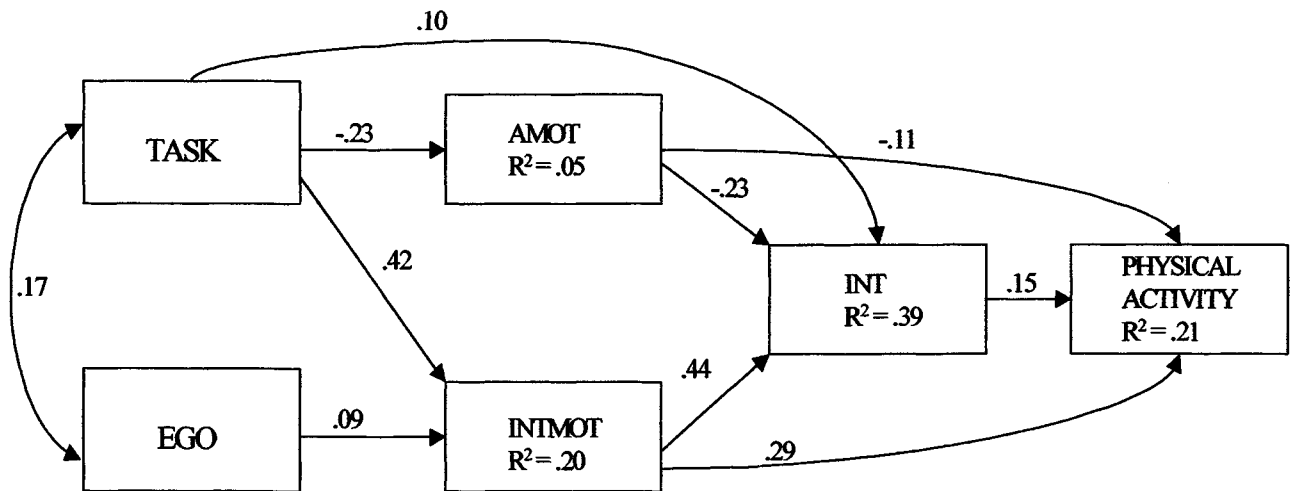 .10
TASK
-.23
AMOT
R² = .05
-.11
-.23
.42
.17
INT
R² = .39
.15
PHYSICAL
ACTIVITY
R² = .21
.44
EGO
.09
INTMOT
R² = .20
.29